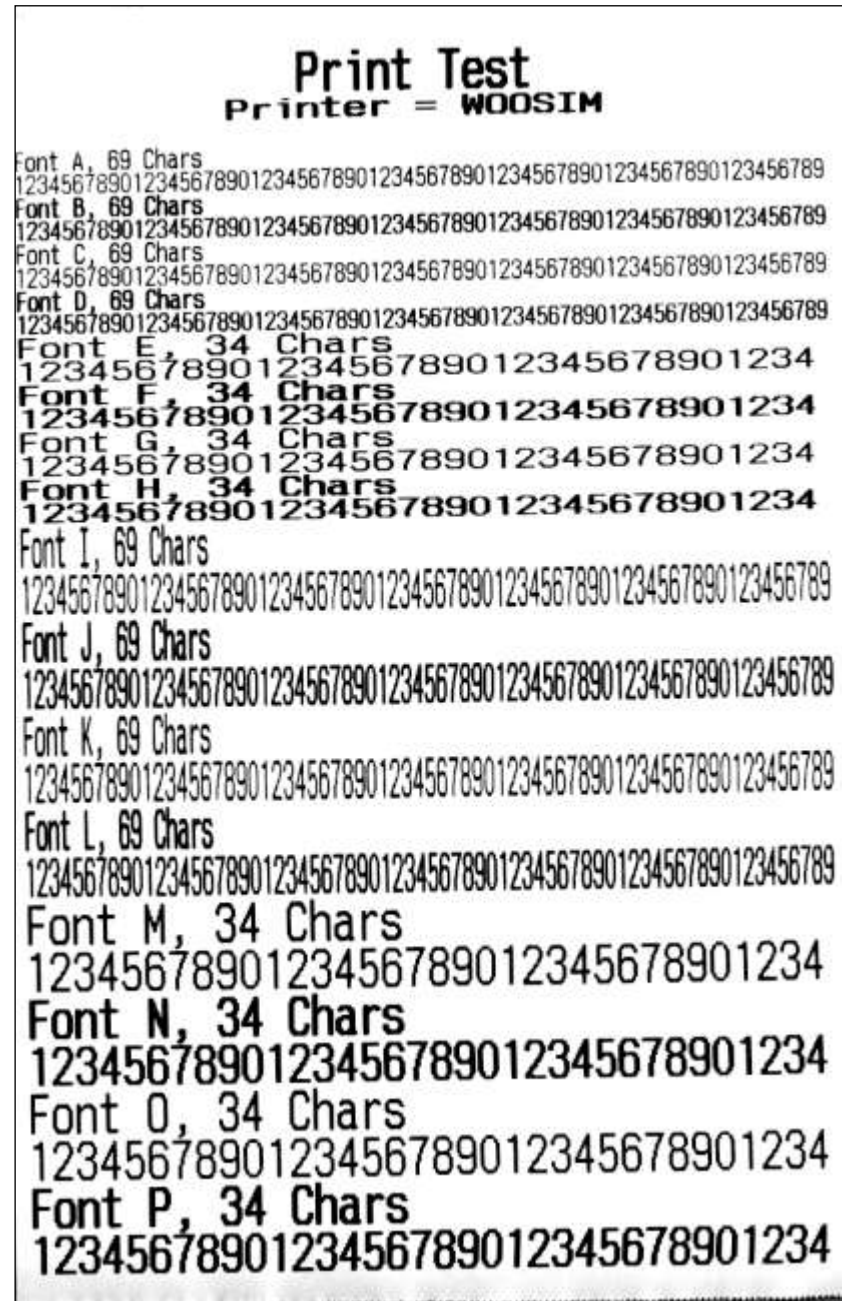 Print Test
Printer = WOOSIM
Font A, 69 Chars
123456789012345678901234567890123456789012345678901234567890123456789
Font B, 69 Chars
123456789012345678901234567890123456789012345678901234567890123456789
Font C, 69 Chars
123456789012345678901234567890123456789012345678901234567890123456789
Font D, 69 Chars
123456789012345678901234567890123456789012345678901234567890123456789
Font E, 34 Chars
1234567890123456789012345678901234
Font F, 34 Chars
1234567890123456789012345678901234
Font G, 34 Chars
1234567890123456789012345678901234
Font H, 34 Chars
1234567890123456789012345678901234
Font I, 69 Chars
123456789012345678901234567890123456789012345678901234567890123456789
Font J, 69 Chars
123456789012345678901234567890123456789012345678901234567890123456789
Font K, 69 Chars
123456789012345678901234567890123456789012345678901234567890123456789
Font L, 69 Chars
123456789012345678901234567890123456789012345678901234567890123456789
Font M, 34 Chars
1234567890123456789012345678901234
Font N, 34 Chars
1234567890123456789012345678901234
Font O, 34 Chars
1234567890123456789012345678901234
Font P, 34 Chars
1234567890123456789012345678901234